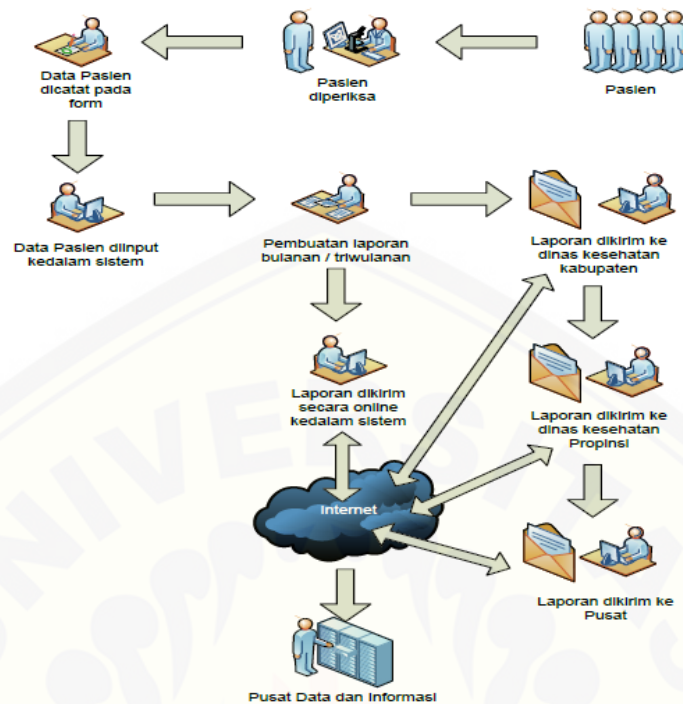 Data Pasien
dicatat pada
form
Pasien
diperiksa
Pasien
Data Pasien diinput
kedalam sistem
Pembuatan laporan
bulanan / triwulanan
Laporan dikirim ke
dinas kesehatan
kabupaten
Laporan dikirim
secara online
kedalam sistem
Laporan dikirim ke
dinas kesehatan
Propinsi
Internet
Laporan dikirim ke
Pusat
Pusat Data dan Informasi
UNIVERSITAS